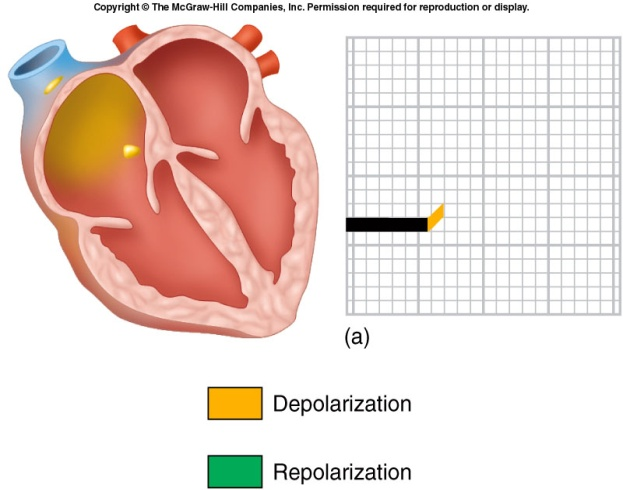 Copyright © The McGraw-Hill Companies, Inc. Permission required for reproduction or display.
(a)
Depolarization
Repolarization